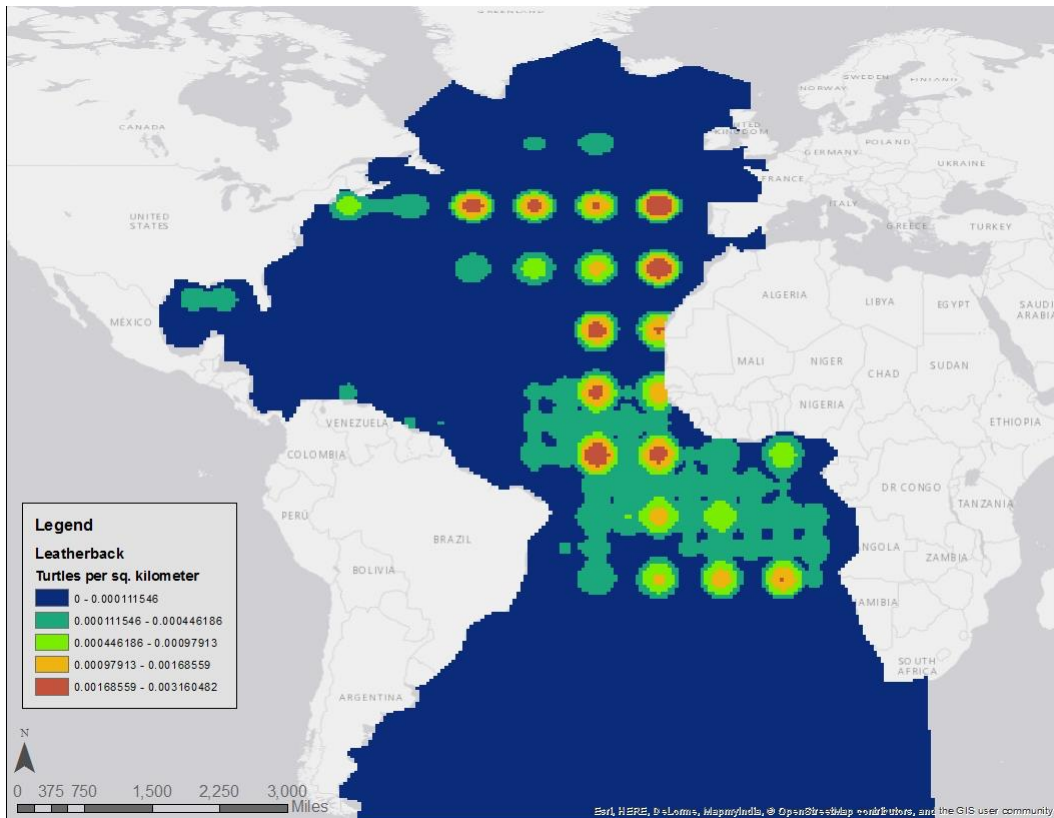 GREENLAND
SWEDEN
FINLAND
NORWAY
CANADA
UNITED
KINGDOM
POLAND
GERMANY
UKRAINE
FRANCE
UNITED
STATES
ITALY
GREECE
TURKEY
ALGERIA
LIBYA
EGYPT
SAUDI
ARABIA
MÉXICO
MALI
NIGER
CHAD
SUDAN
NIGERIA
ETHIOPIA
VENEZUELA
COLOMBIA
DR CONGO
TANZANIA
PERÚ
BRAZIL
ANGOLA
ZAMBIA
BOLIVIA
NAMIBIA
SOUTH
AFRICA
ARGENTINA
Legend
Leatherback
Turtles per sq. kilometer
0 - 0.000111546
0.000111546 - 0.000446186
0.000446186 - 0.00097913
0.00097913 - 0.00168559
0.00168559 - 0.003160482
N
0 375 750 1,500 2,250 3,000
Miles
Esri, HERE, DeLorme, MapmyIndia, © OpenStreetMap contributors, and the GIS user community